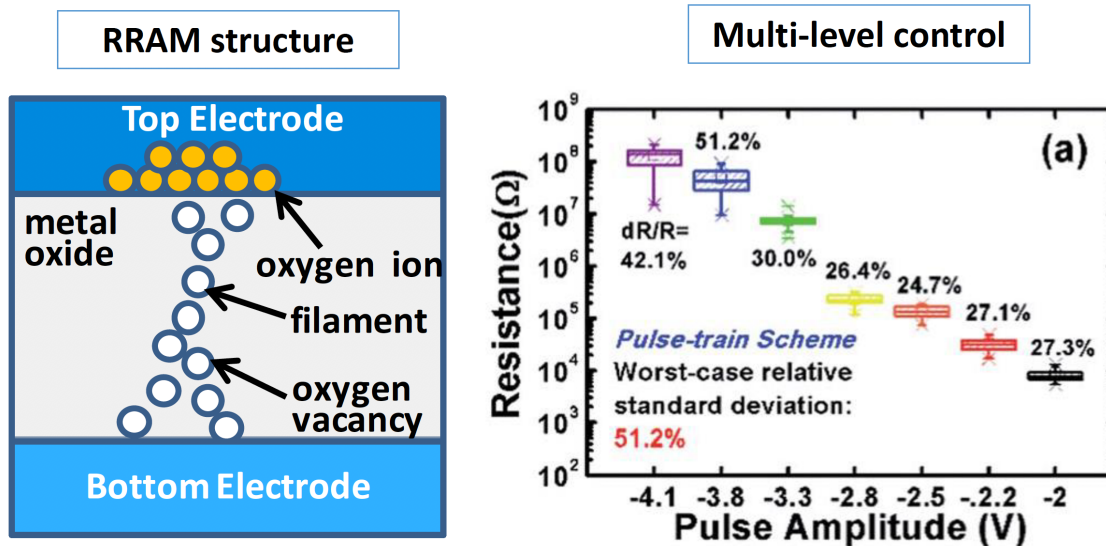 RRAM structure
Top Electrode
metal
oxide
oxygen ion
filament
oxygen
vacancy
Bottom Electrode
Multi-level control
(a)
Resistance(Ω)
10^9
10^8
10^7
10^6
10^5
10^4
10^3
10^2
51.2%
dR/R=
42.1%
30.0%
26.4%
24.7%
27.1%
27.3%
Pulse-train Scheme
Worst-case relative
standard deviation:
51.2%
-4.1 -3.8 -3.3 -2.8 -2.5 -.2.2 -2
Pulse Amplitude (V)